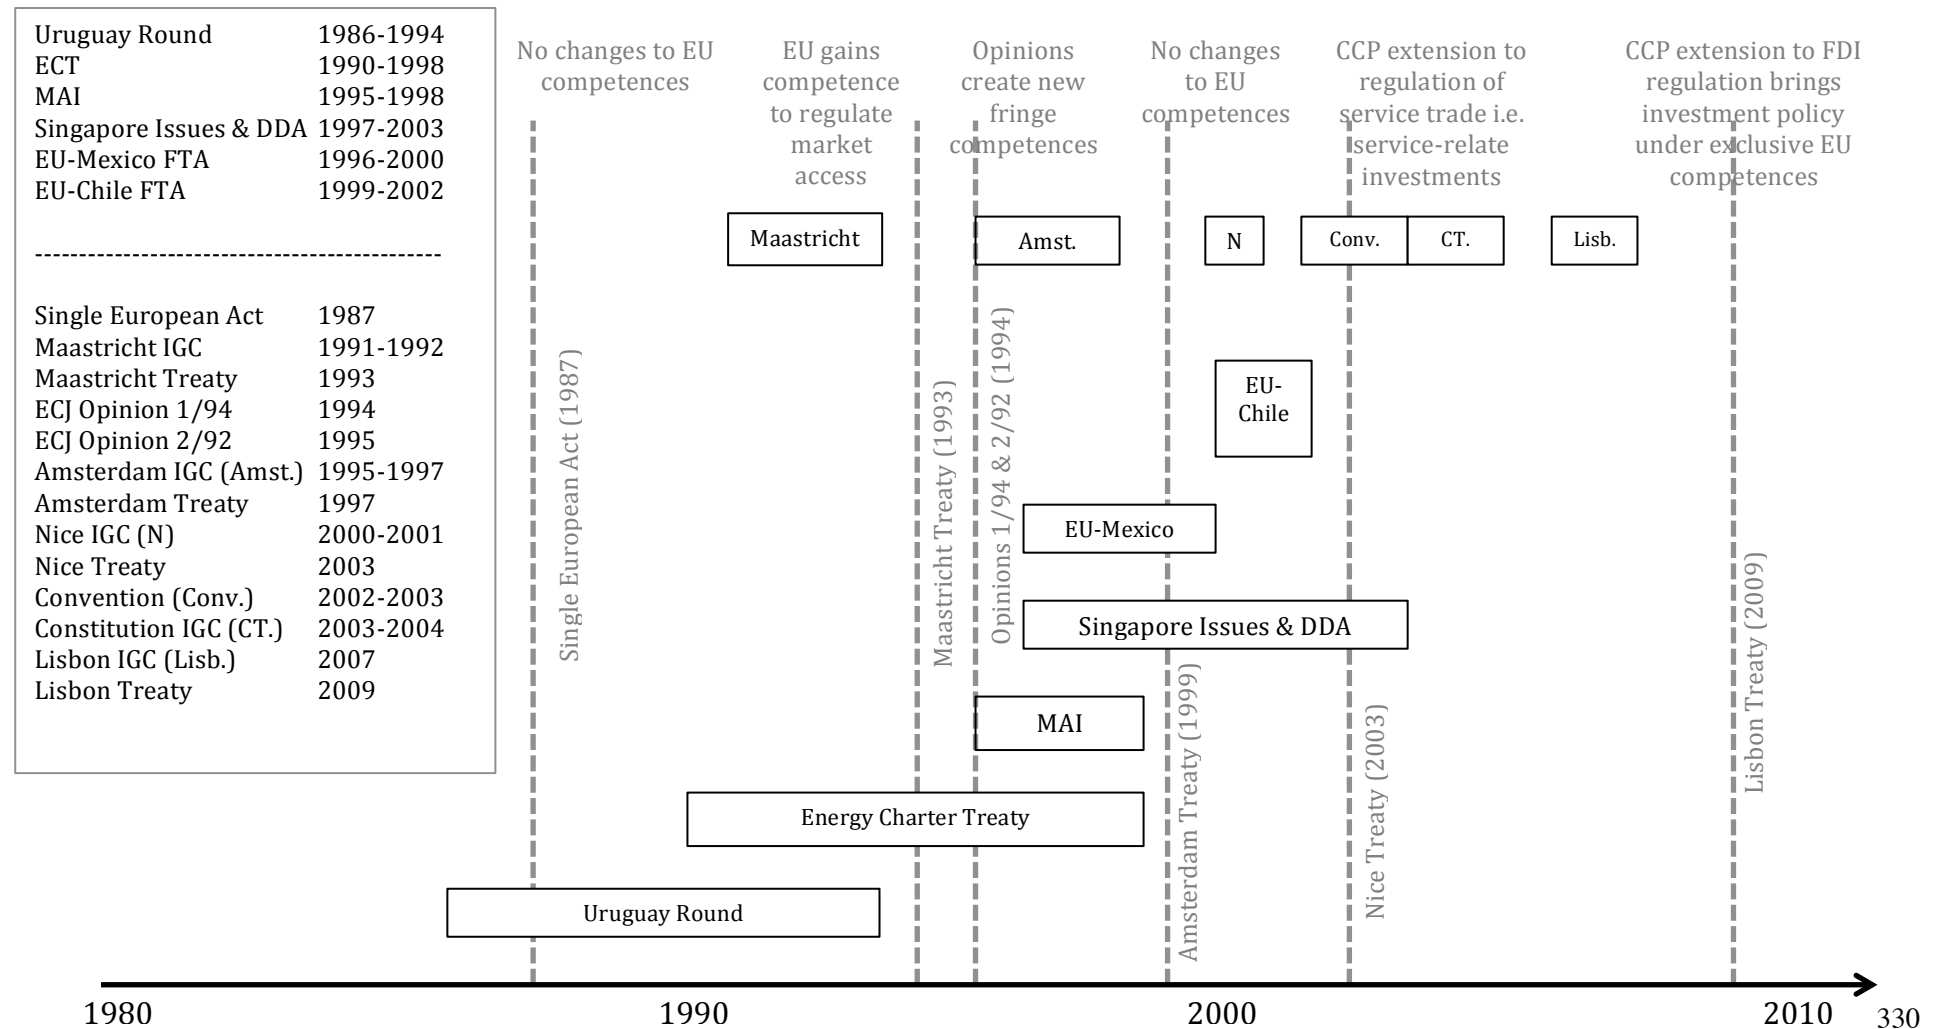 Uruguay Round 1986-1994
ECT 1990-1998
MAI 1995-1998
Singapore Issues & DDA 1997-2003
EU-Mexico FTA 1996-2000
EU-Chile FTA 1999-2002
--------------------------------------------
Single European Act 1987
Maastricht IGC 1991-1992
Maastricht Treaty 1993
ECJ Opinion 1/94 1994
ECJ Opinion 2/92 1995
Amsterdam IGC (Amst.) 1995-1997
Amsterdam Treaty 1997
Nice IGC (N) 2000-2001
Nice Treaty 2003
Convention (Conv.) 2002-2003
Constitution IGC (CT.) 2003-2004
Lisbon IGC (Lisb.) 2007
Lisbon Treaty 2009
No changes to EU
competences
EU gains
competence
to regulate
market
access
Opinions
create new
fringe
competences
No changes
to EU
competences
CCP extension to
regulation of
service trade i.e.
service-relate
investments
CCP extension to FDI
regulation brings
investment policy
under exclusive EU
competences
Maastricht
Amst.
N
Conv.
CT.
Lisb.
EU-
Chile
EU-Mexico
Singapore Issues & DDA
MAI
Energy Charter Treaty
Uruguay Round
Single European Act (1987)
Maastricht Treaty (1993)
Opinions 1/94 & 2/92 (1994)
Amsterdam Treaty (1999)
Nice Treaty (2003)
Lisbon Treaty (2009)
1980 1990 2000 2010
330